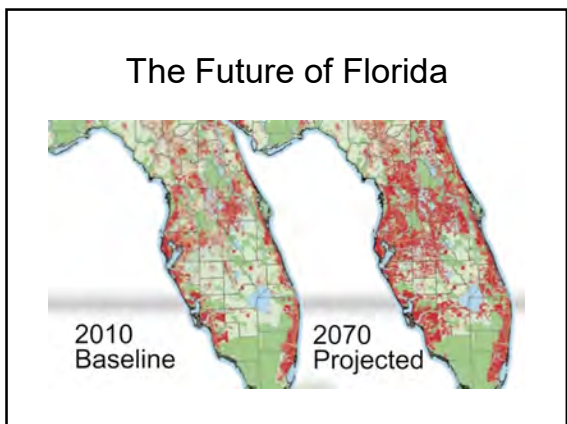 The Future of Florida
2010
Baseline
2070
Projected